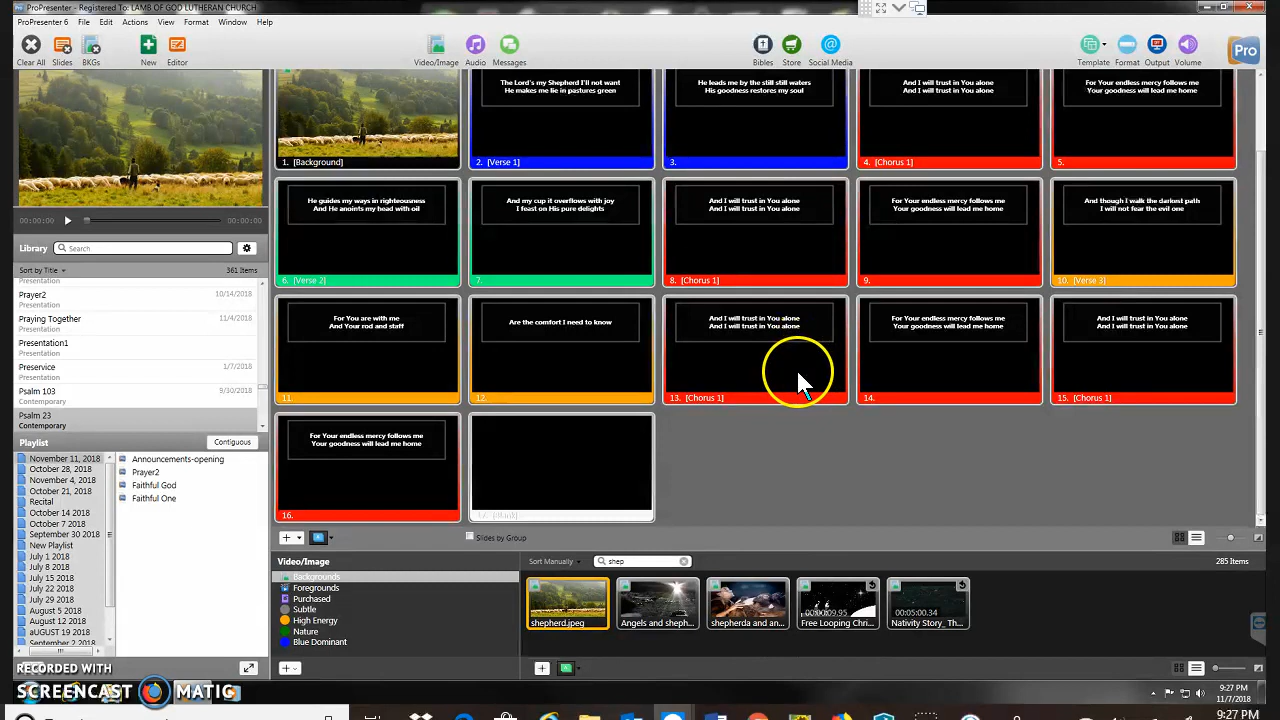 ProPresenter - Registered To: LAMB OF GOD LUTHERAN CHURCH
ProPresenter 6 File Edit Actions View Format Window Help
Clear All Slides BKGs New Editor Video/Image Audio Messages Bibles Store Social Media Template Format Output Volume Pro
The Lord's my Shepherd I'll not want
He makes me lie in pastures green
He leads me by the still still waters
His goodness restores my soul
And I will trust in You alone
And I will trust in You alone
For Your endless mercy follows me
Your goodness will lead me home
1. [Background] 2. [Verse 1] 3. 4. [Chorus 1] 5.
He guides my ways in righteousness
And He anoints my head with oil
And my cup it overflows with joy
I feast on His pure delights
And I will trust in You alone
And I will trust in You alone
For Your endless mercy follows me
Your goodness will lead me home
And though I walk the darkest path
I will not fear the evil one
6. [Verse 2] 7. 8. [Chorus 1] 9. 10. [Verse 3]
For You are with me
And Your rod and staff
Are the comfort I need to know
And I will trust in You alone
And I will trust in You alone
For Your endless mercy follows me
Your goodness will lead me home
And I will trust in You alone
And I will trust in You alone
11. 12. 13. [Chorus 1] 14. 15. [Chorus 1]
For Your endless mercy follows me
Your goodness will lead me home
16. 17. [Blank]
00:00:00 00:00:00
Library Search
Sort by Title 361 Items
Presentation
Prayer2 10/14/2018
Presentation
Praying Together 11/4/2018
Presentation
Presentation1
Preservice 1/7/2018
Presentation
Psalm 103 9/30/2018
Contemporary
Psalm 23
Contemporary
Playlist Contiguous
November 11, 2018
October 28, 2018
November 4, 2018
October 21, 2018
Recital
October 14 2018
October 7 2018
September 30 2018
New Playlist
July 1 2018
July 8 2018
July 15 2018
July 22 2018
July 29 2018
August 5 2018
August 12 2018
aUGUST 19 2018
September 2 2018
Announcements-opening
Prayer2
Faithful God
Faithful One
Slides by Group
Video/Image
Backgrounds
Foregrounds
Purchased
Subtle
High Energy
Nature
Blue Dominant
Sort Manually shep 285 Items
shepherd.jpeg
Angels and sheph...
shepherda and an...
00:00:09.95
Free Looping Chri...
00:05:00.34
Nativity Story_ Th...
RECORDED WITH
SCREENCAST MATIC
9:27 PM
11/7/2018
9:27 PM